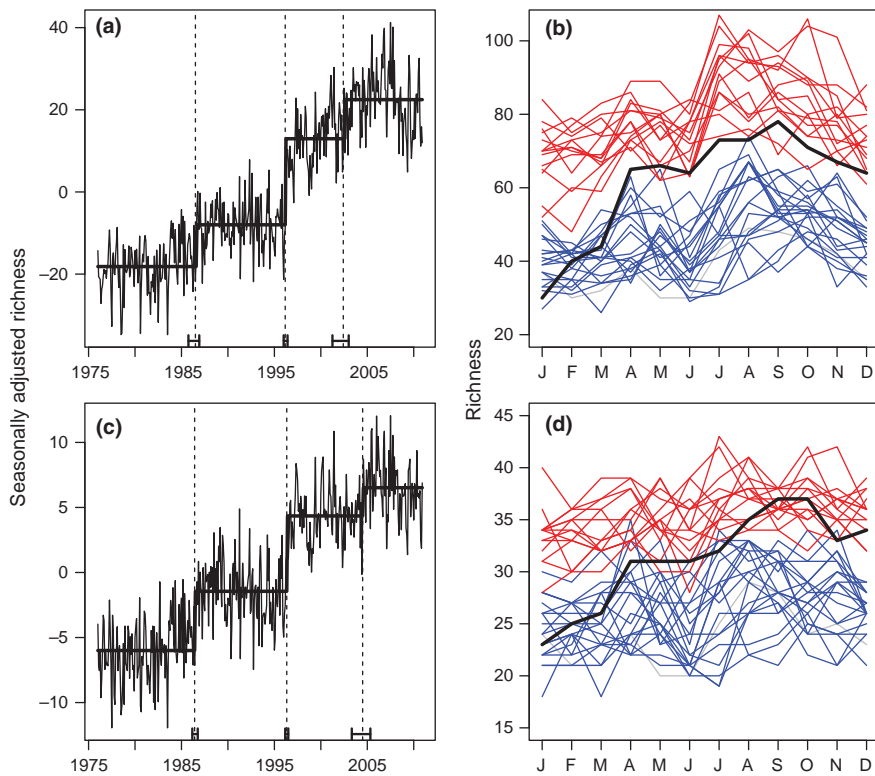 Seasonally adjusted richness
(a)
40
20
0
–20
1975 1985 1995 2005
(b)
Richness
100
80
60
40
20
J F M A M J J A S O N D
(c)
10
5
0
–5
–10
1975 1985 1995 2005
(d)
45
40
35
30
25
20
15
J F M A M J J A S O N D